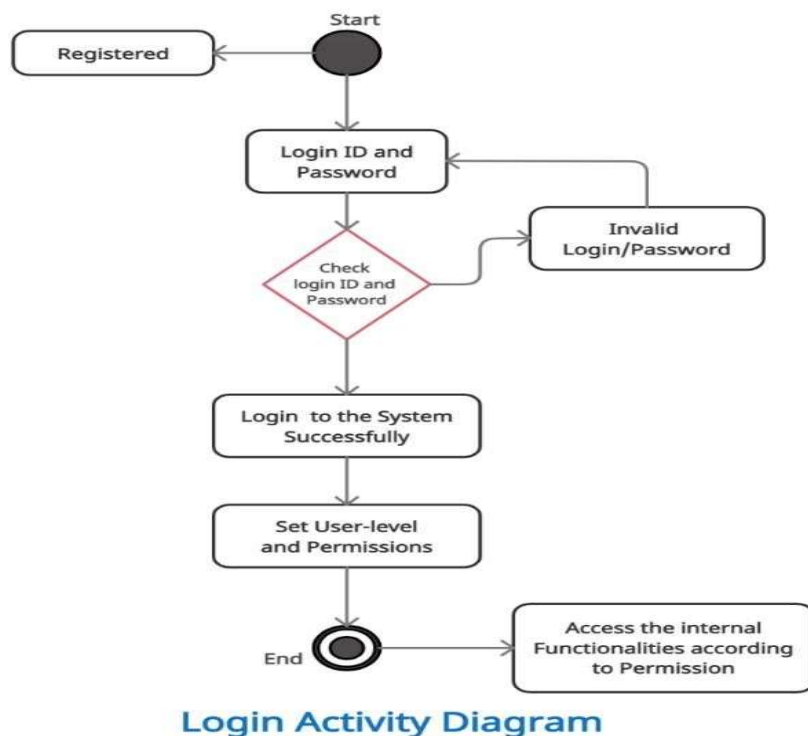 Start
Registered
Login ID and
Password
Invalid
Login/Password
Check
login ID and
Password
Login to the System
Successfully
Set User-level
and Permissions
End
Access the internal
Functionalities according
to Permission
Login Activity Diagram